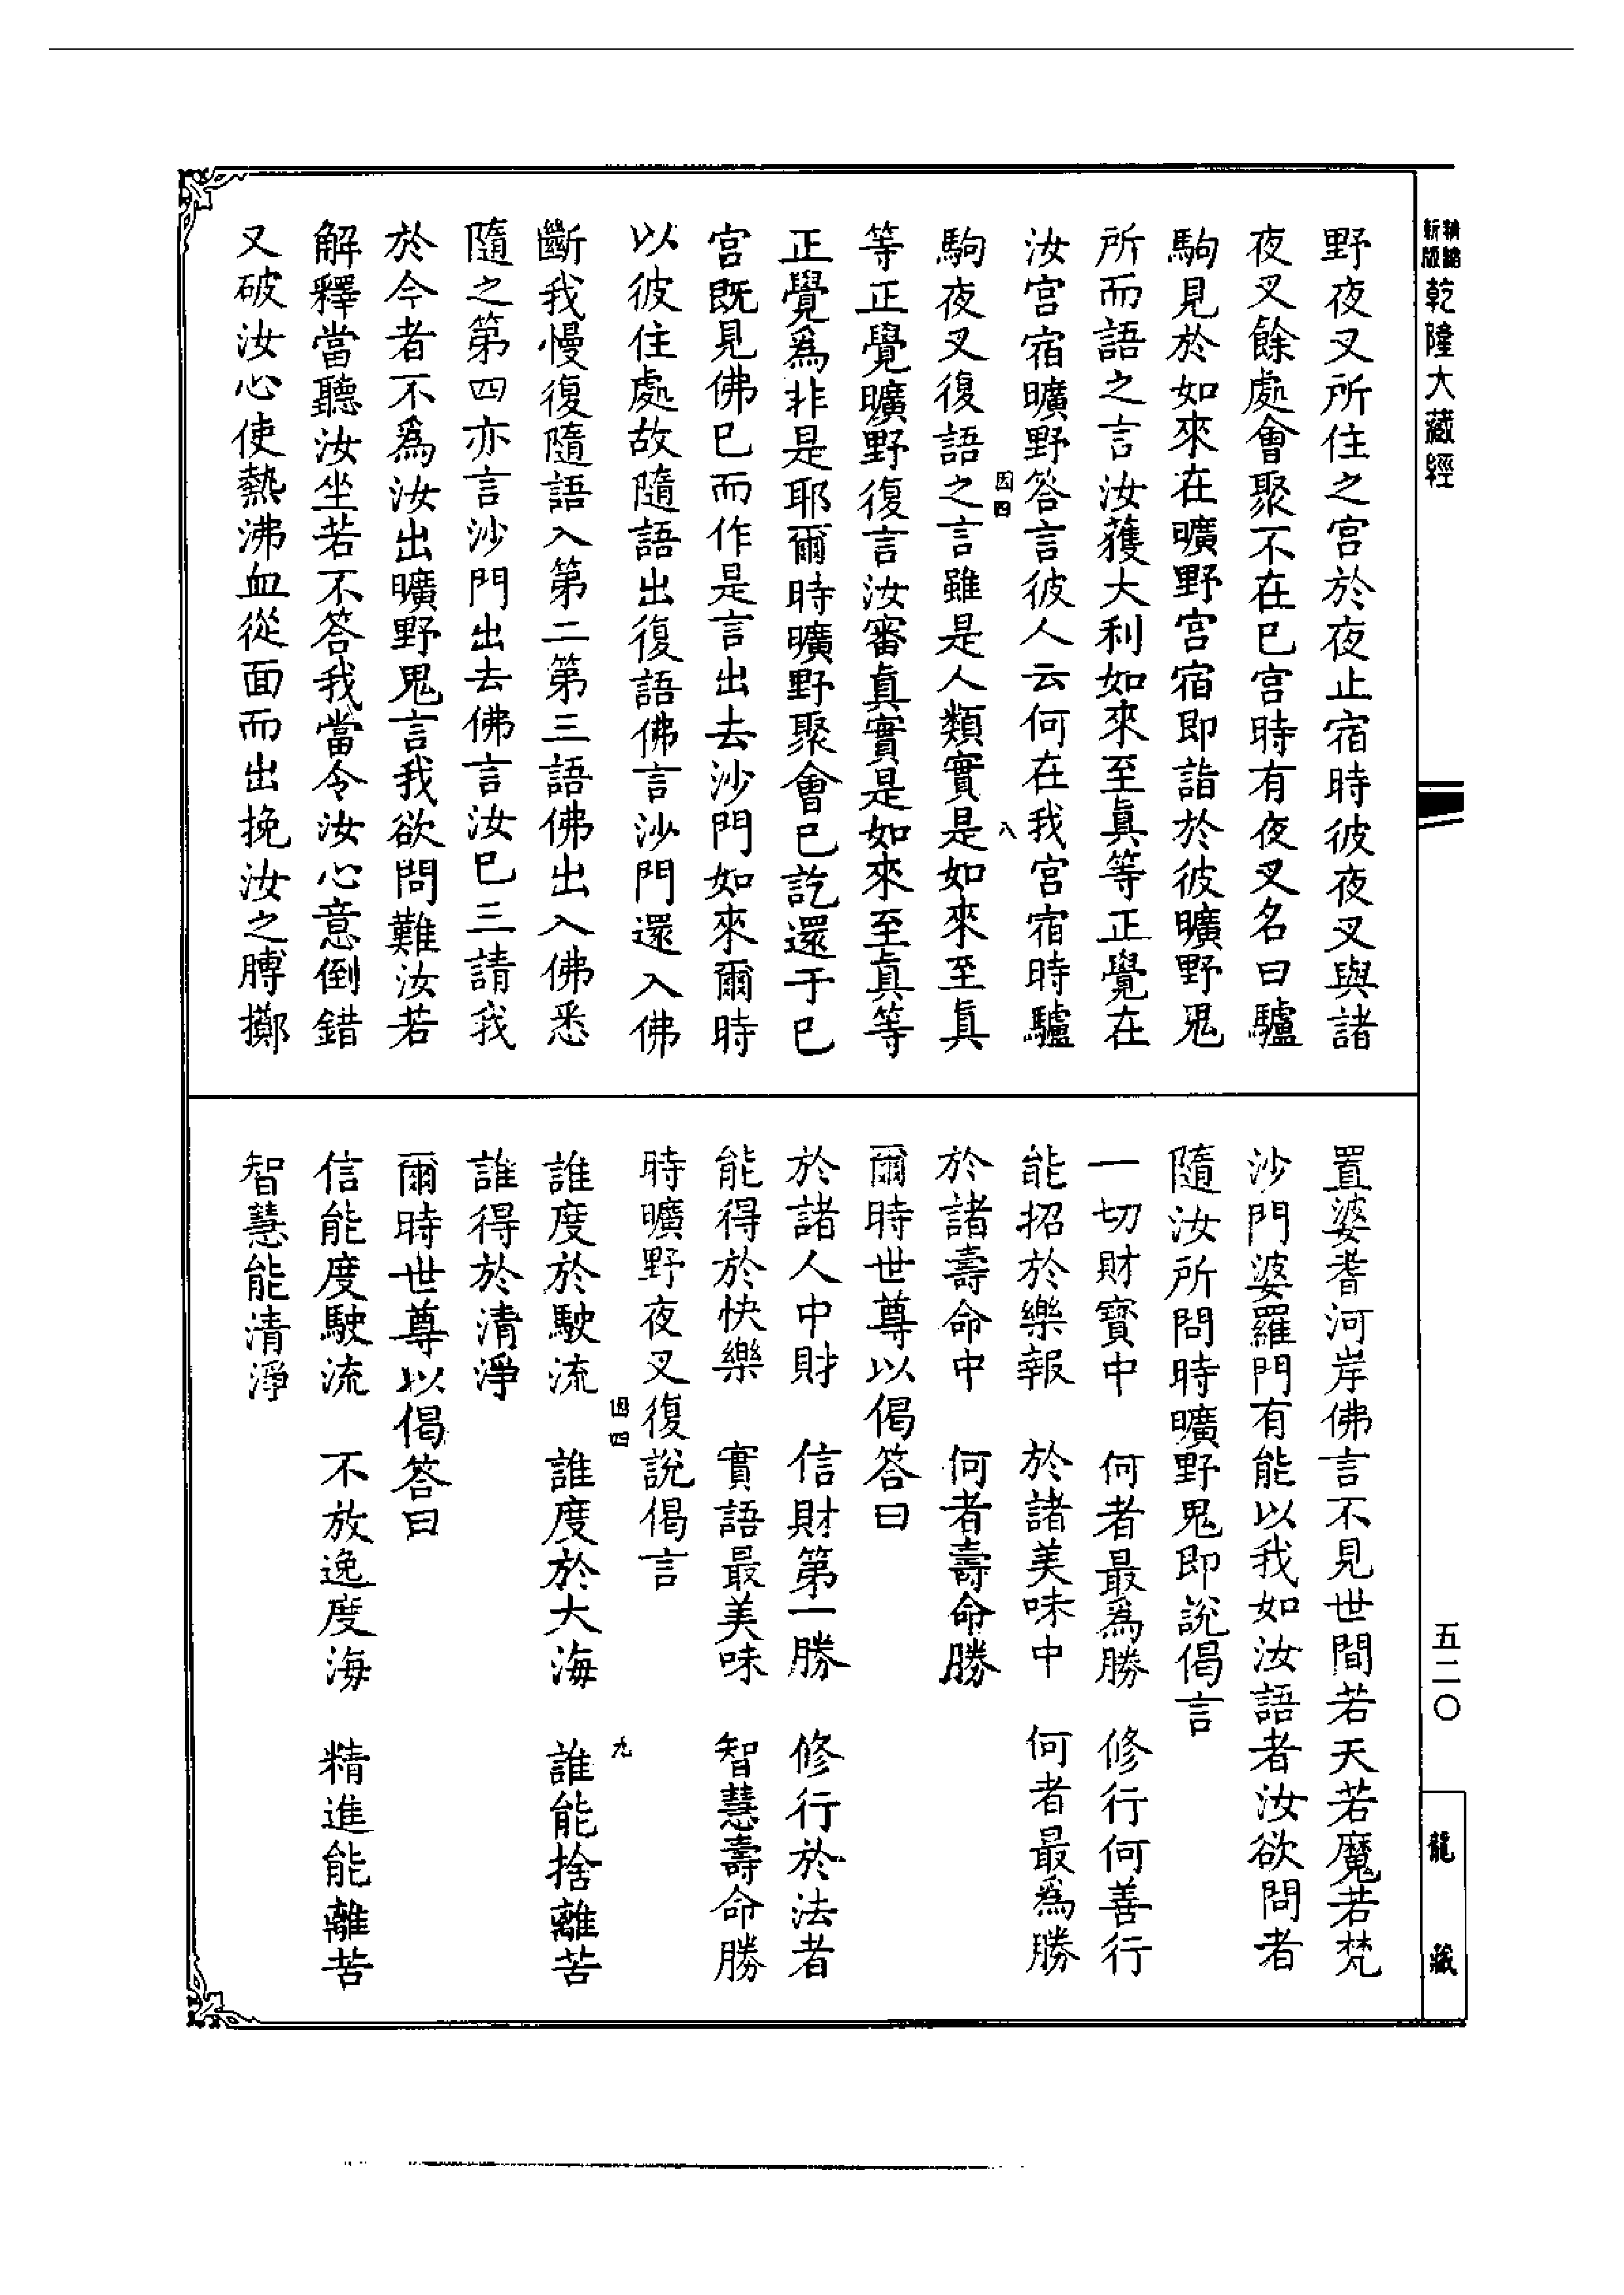 新編縮版 乾隆大藏經
野夜叉所住之宮於夜止宿時彼夜叉與諸
夜叉餘處會聚不在巳宮時有夜叉名曰驢
駒見於如來在曠野宮宿即詣於彼曠野鬼
所而語之言汝獲大利如來至真等正覺在
汝宮宿曠野答言彼人云何在我宮宿時驢
駒夜叉復語之言雖是人類實是如來至真
等正覺曠野復言汝審真實是如來至真等
正覺爲非是耶爾時曠野聚會巳訖還于巳
宮既見佛巳而作是言出去沙門如來爾時
以彼住處故隨語出復語佛言沙門還入佛
斷我慢復隨語入第二第三語佛出入佛悉
隨之第四亦言沙門出去佛言汝巳三請我
於今者不爲汝出曠野鬼言我欲問難汝若
解釋當聽汝坐若不答我當令汝心意倒錯
又破汝心使熱沸血從面而出挽汝之膊擲
因四
八
置婆耆河岸佛言不見世間若天若魔若梵
沙門婆羅門有能以我如汝語者汝欲問者
隨汝所問時曠野鬼即說偈言
一切財寶中　何者最爲勝　修行何善行
能招於樂報　於諸美味中　何者最爲勝
於諸壽命中　何者壽命勝
爾時世尊以偈答曰
於諸人中財　信財第一勝　修行於法者
能得於快樂　實語最美味　智慧壽命勝
時曠野夜叉復說偈言
誰度於駛流　誰度於大海　誰能捨離苦
誰得於清淨
爾時世尊以偈答曰
信能度駛流　不放逸度海　精進能離苦
智慧能清淨
因四
九
五二〇
龍藏